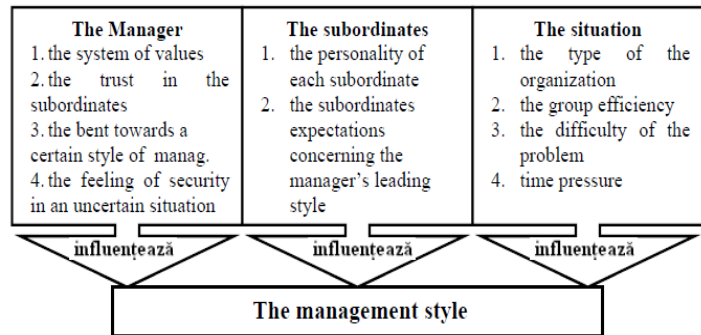 The Manager
1. the system of values
2. the trust in the
subordinates
3. the bent towards a
certain style of manag.
4. the feeling of security
in an uncertain situation
The subordinates
1. the personality of
each subordinate
2. the subordinates
expectations
concerning the
manager's leading
style
The situation
1. the type of the
organization
2. the group efficiency
3. the difficulty of the
problem
4. time pressure
influențează
influențează
influențează
The management style